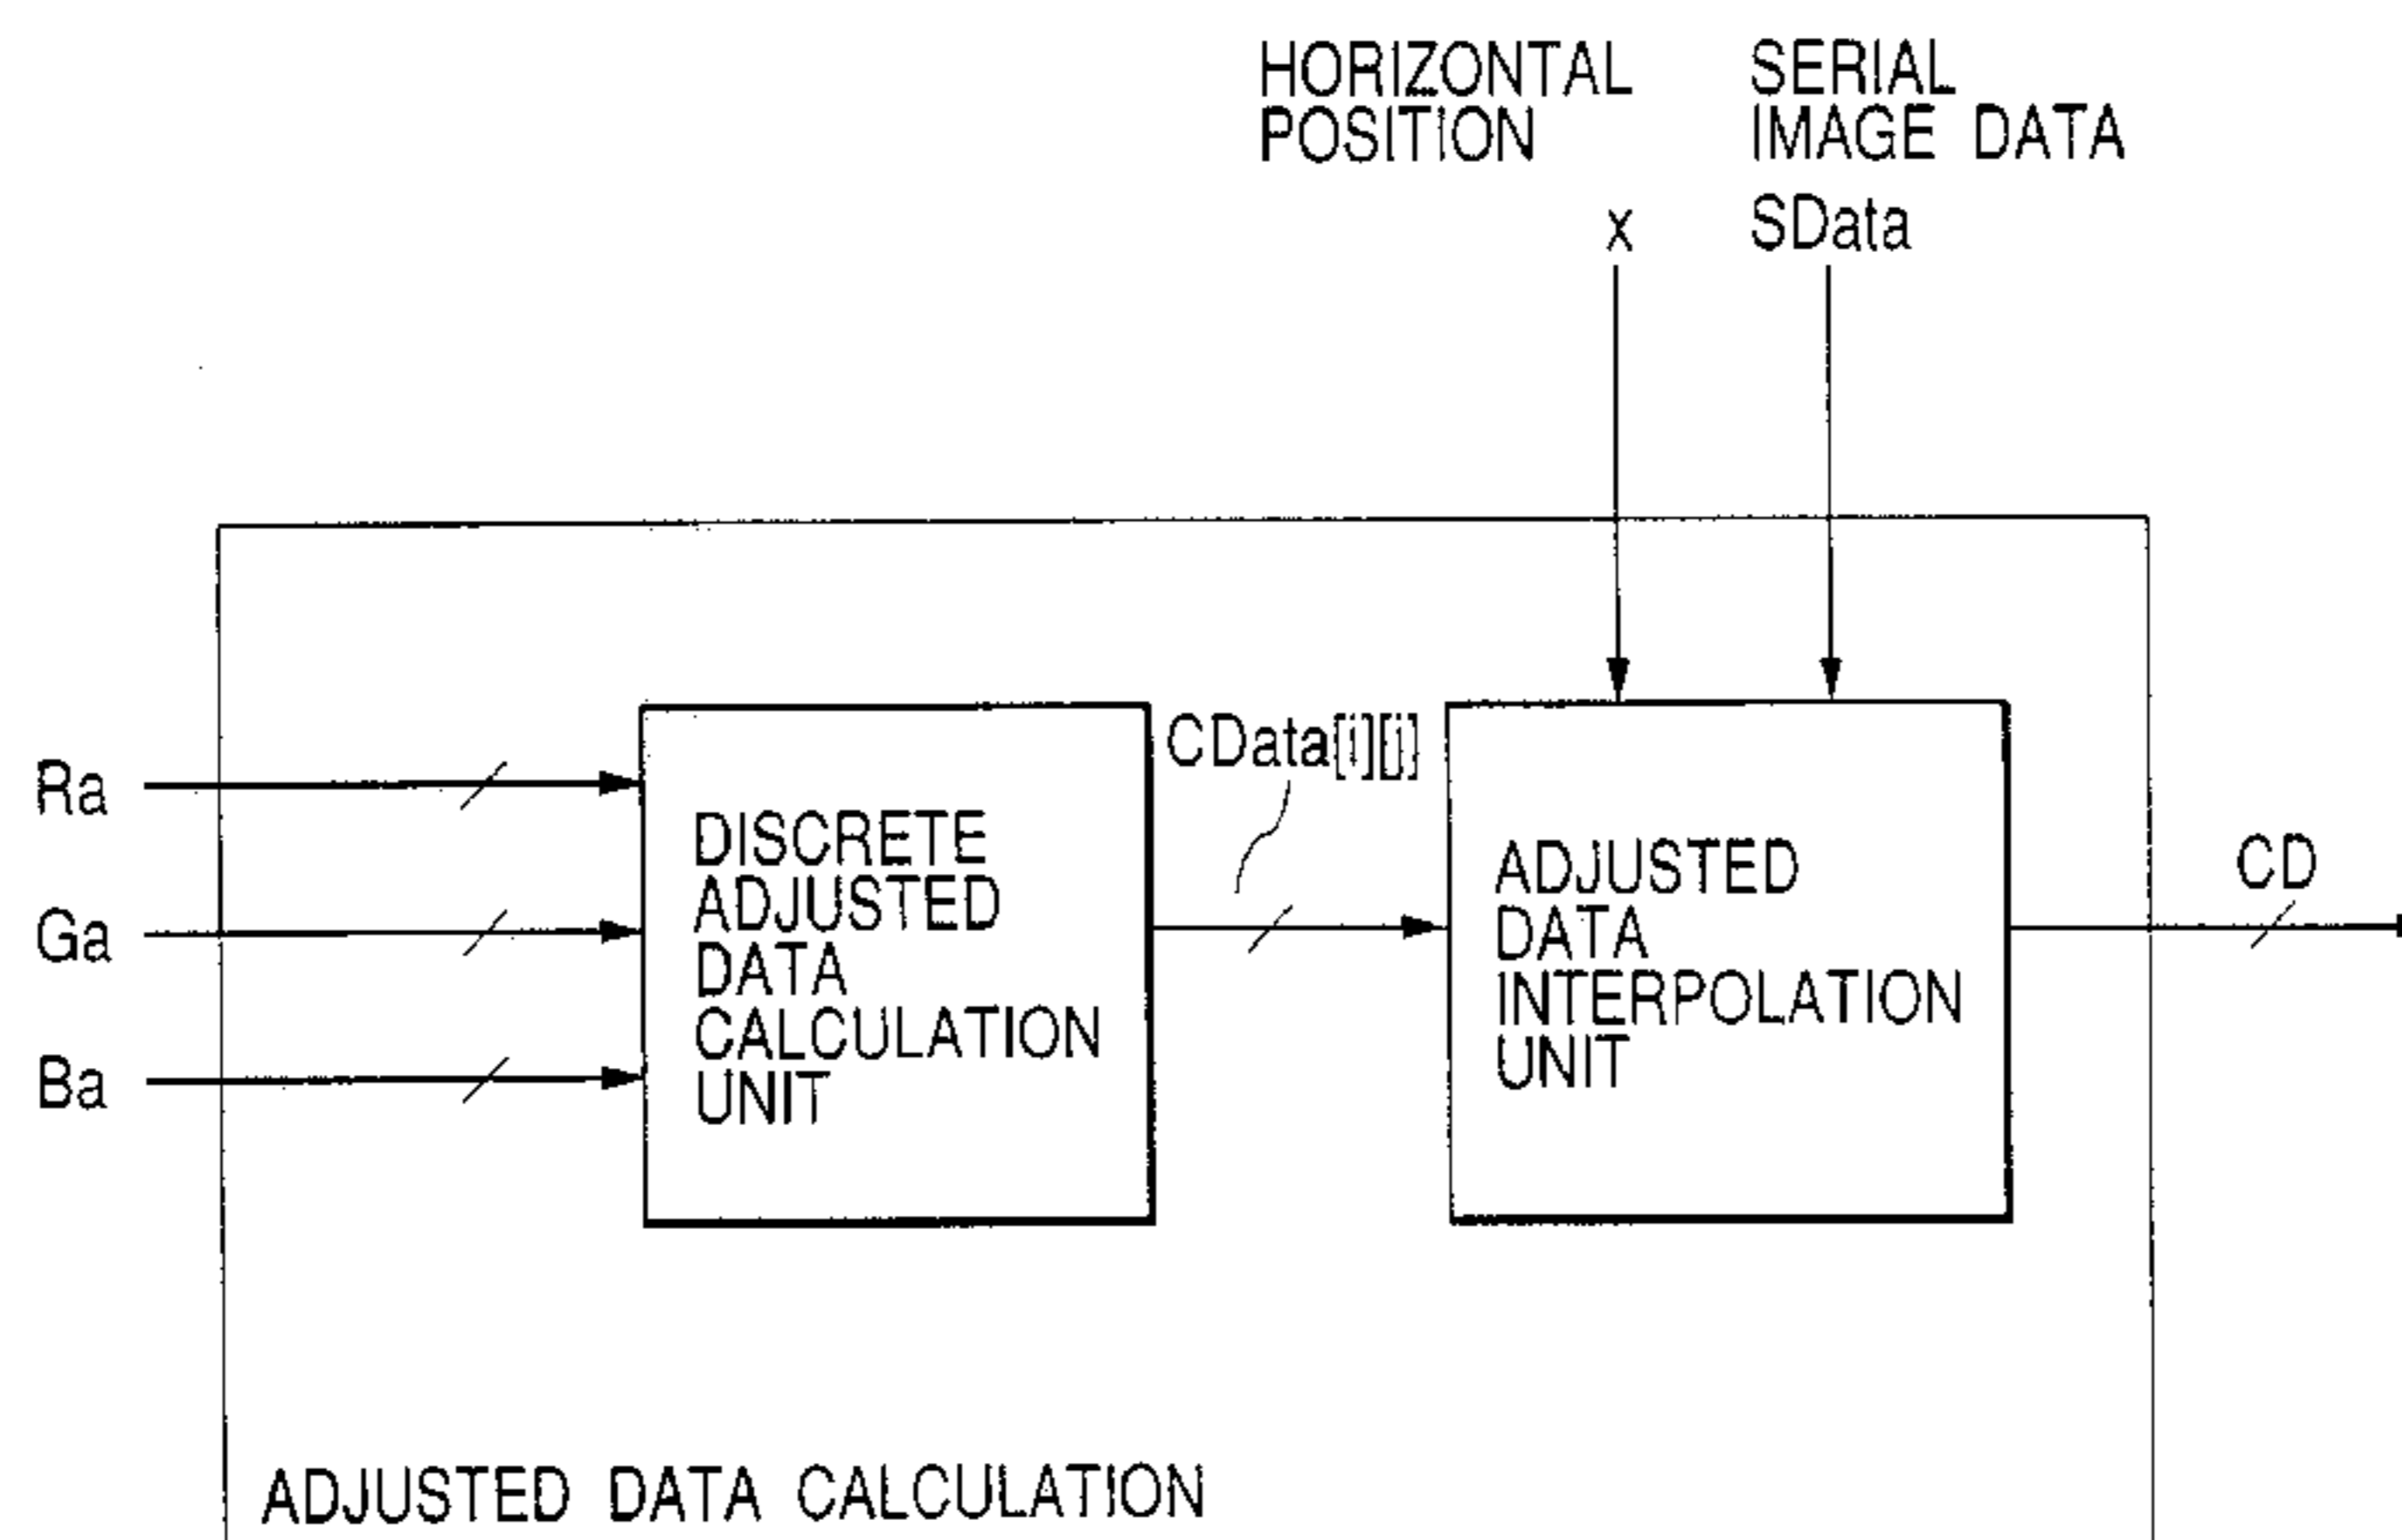 HORIZONTAL
POSITION
x
SERIAL
IMAGE DATA
SData
Ra
Ga
Ba
DISCRETE
ADJUSTED
DATA
CALCULATION
UNIT
CData[i][j]
ADJUSTED
DATA
INTERPOLATION
UNIT
CD
ADJUSTED DATA CALCULATION